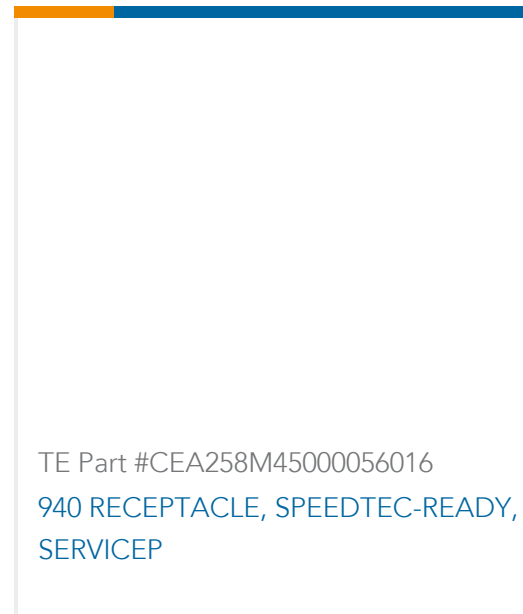 TE Part #CEA258M45000056016
940 RECEPTACLE, SPEEDTEC-READY,
SERVICEP